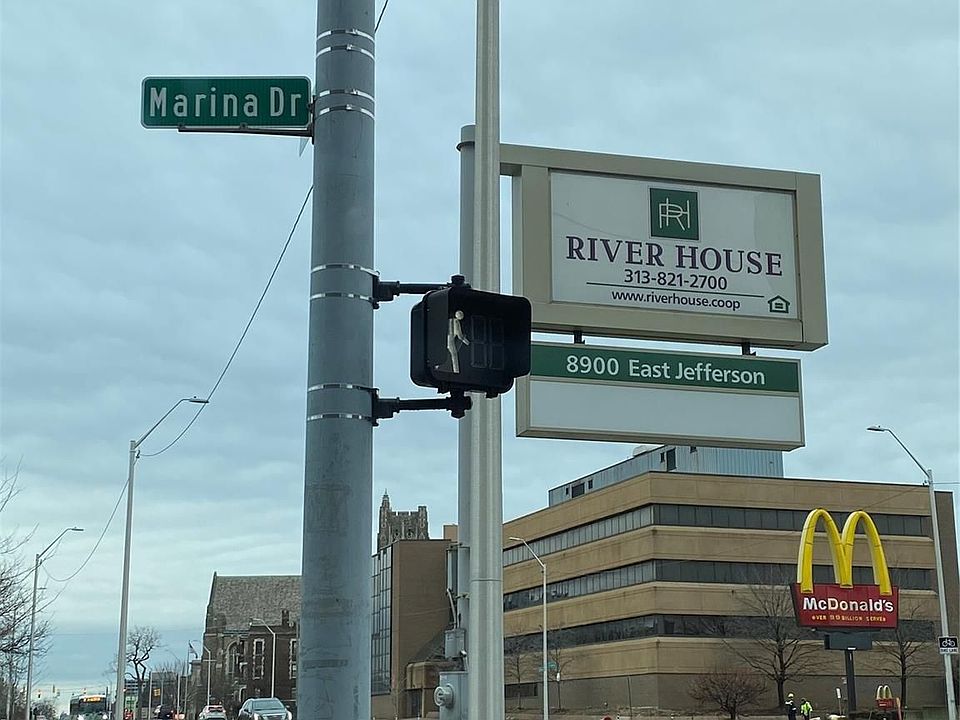 Marina Dr
RH
RIVER HOUSE
313-821-2700
www.riverhouse.coop
8900 East Jefferson
McDonald's